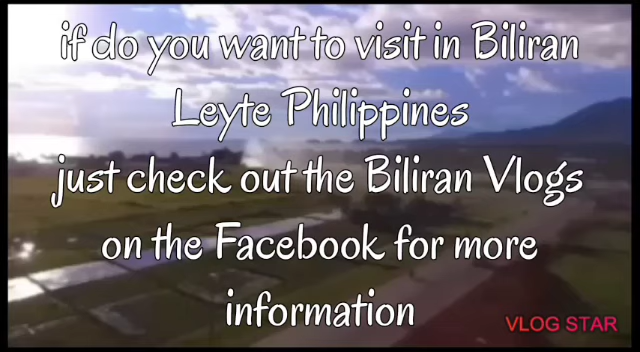 if do you want to visit in Biliran
Leyte Philippines
just check out the Biliran Vlogs
on the Facebook for more
information
VLOG STAR